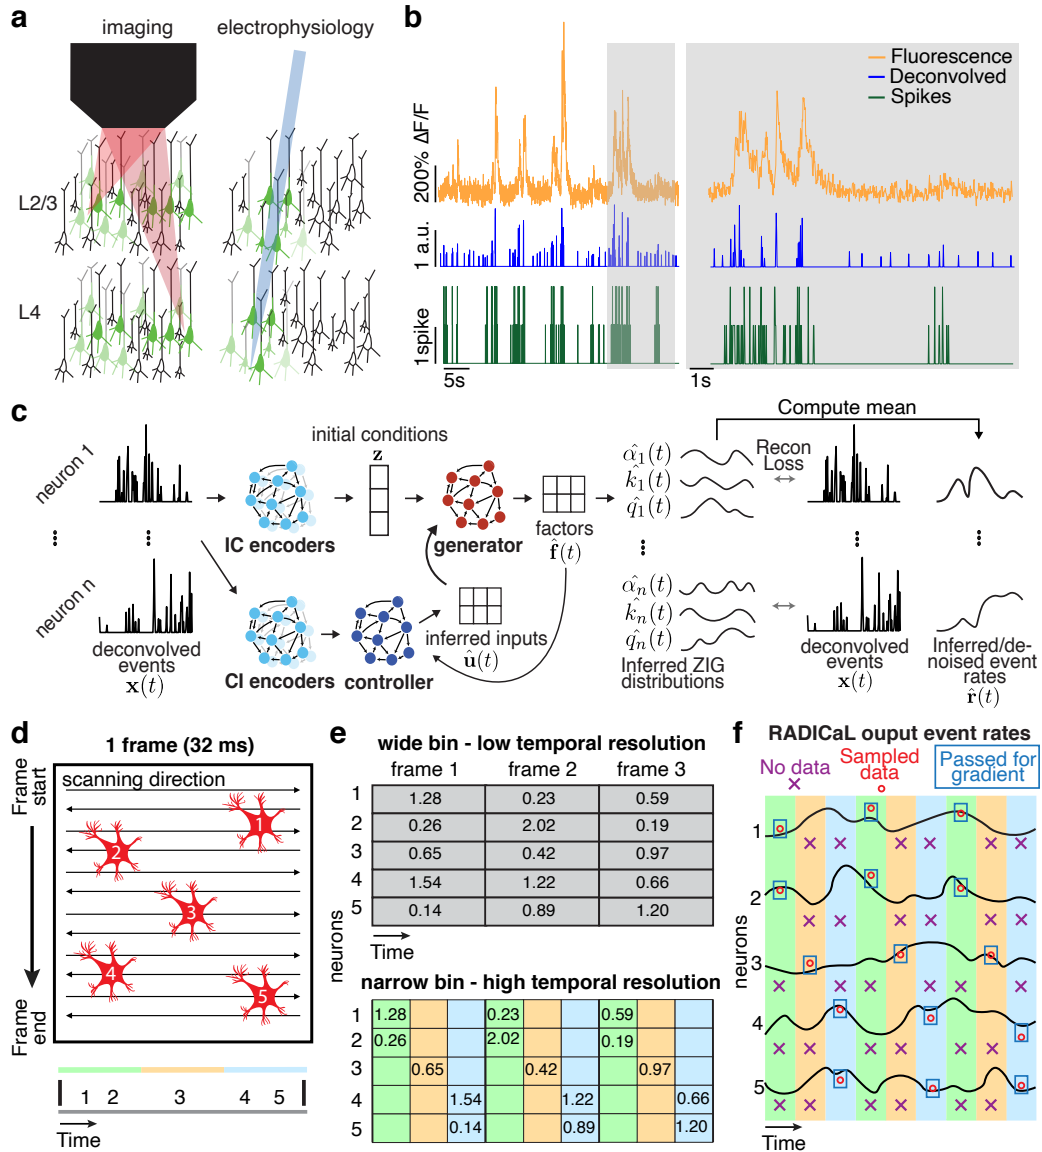 a
imaging
electrophysiology
L2/3
L4
b
Fluorescence
Deconvolved
Spikes
200% ΔF/F
1 a.u.
1spike
5s
1s
c
Compute mean
neuron 1
initial conditions
z
IC encoders
generator
factors
f̂(t)
α̂₁(t)
k̂₁(t)
q̂₁(t)
Recon
Loss
neuron n
deconvolved
events
x(t)
CI encoders
controller
inferred inputs
û(t)
α̂ₙ(t)
k̂ₙ(t)
q̂ₙ(t)
Inferred ZIG
distributions
deconvolved
events
x(t)
Inferred/de-
noised event
rates
r̂(t)
d
1 frame (32 ms)
Frame
start
scanning direction
1
2
3
4
5
Frame
end
1 2 3 4 5
Time
e
wide bin - low temporal resolution
frame 1 frame 2 frame 3
1 1.28 0.23 0.59
2 0.26 2.02 0.19
3 0.65 0.42 0.97
4 1.54 1.22 0.66
5 0.14 0.89 1.20
Time
neurons
narrow bin - high temporal resolution
1 1.28 0.23 0.59
2 0.26 2.02 0.19
3 0.65 0.42 0.97
4 1.54 1.22 0.66
5 0.14 0.89 1.20
f
RADICaL ouput event rates
No data
Sampled
data
Passed for
gradient
1
2
3
4
5
neurons
Time